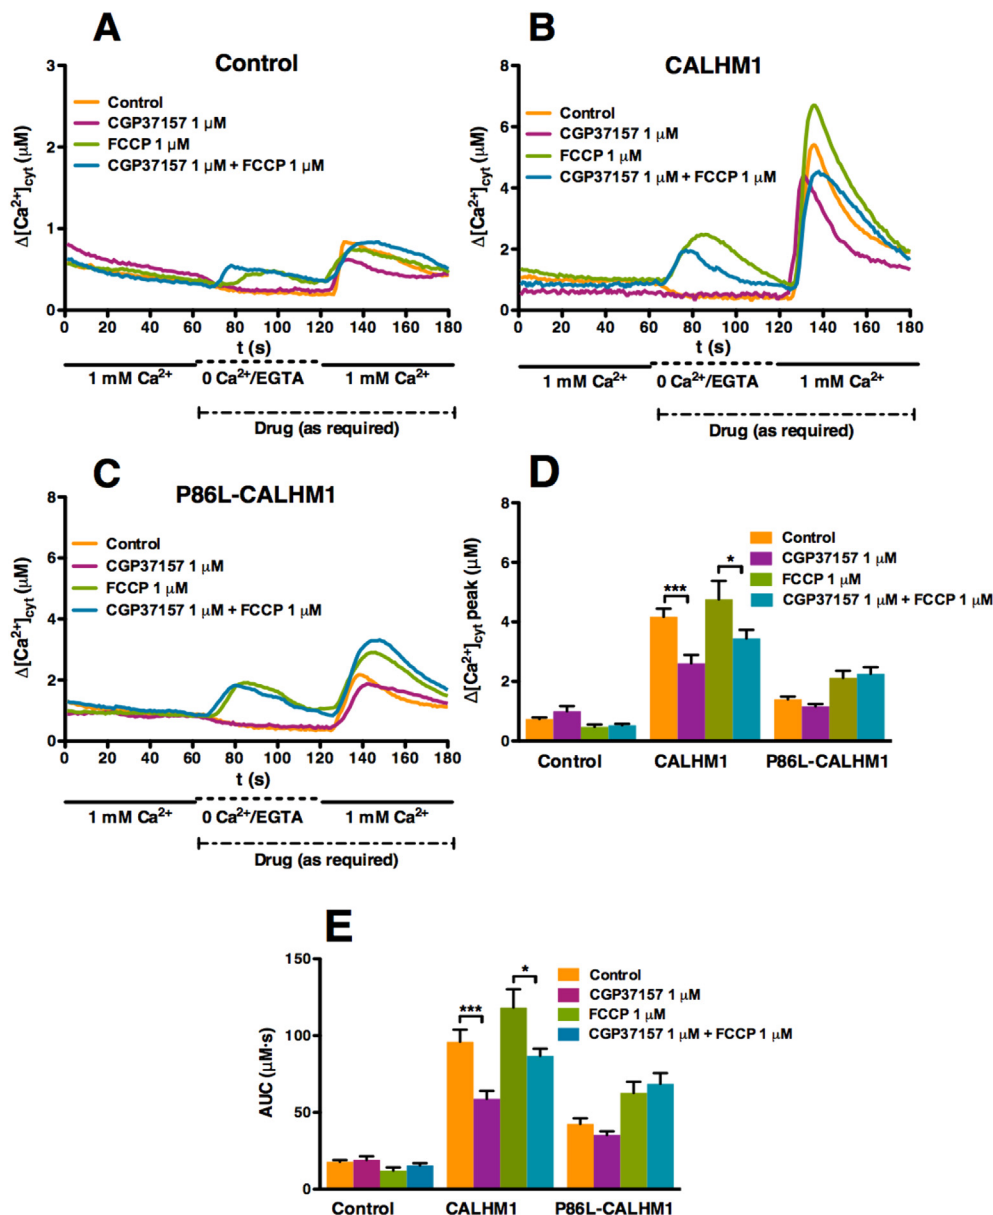 A
Control
3
2
1
0
Δ[Ca²⁺]cyt (μM)
Control
CGP37157 1 μM
FCCP 1 μM
CGP37157 1 μM + FCCP 1 μM
0 20 40 60 80 100 120 140 160 180
t (s)
1 mM Ca²⁺ 0 Ca²⁺/EGTA 1 mM Ca²⁺
Drug (as required)
B
CALHM1
8
6
4
2
0
Δ[Ca²⁺]cyt (μM)
Control
CGP37157 1 μM
FCCP 1 μM
CGP37157 1 μM + FCCP 1 μM
0 20 40 60 80 100 120 140 160 180
t (s)
1 mM Ca²⁺ 0 Ca²⁺/EGTA 1 mM Ca²⁺
Drug (as required)
C
P86L-CALHM1
8
6
4
2
0
Δ[Ca²⁺]cyt (μM)
Control
CGP37157 1 μM
FCCP 1 μM
CGP37157 1 μM + FCCP 1 μM
0 20 40 60 80 100 120 140 160 180
t (s)
1 mM Ca²⁺ 0 Ca²⁺/EGTA 1 mM Ca²⁺
Drug (as required)
D
8
6
4
2
0
Δ[Ca²⁺]cyt peak (μM)
Control
CGP37157 1 μM
FCCP 1 μM
CGP37157 1 μM + FCCP 1 μM
*** *
Control CALHM1 P86L-CALHM1
E
150
100
50
0
AUC (μM·s)
Control
CGP37157 1 μM
FCCP 1 μM
CGP37157 1 μM + FCCP 1 μM
*** *
Control CALHM1 P86L-CALHM1